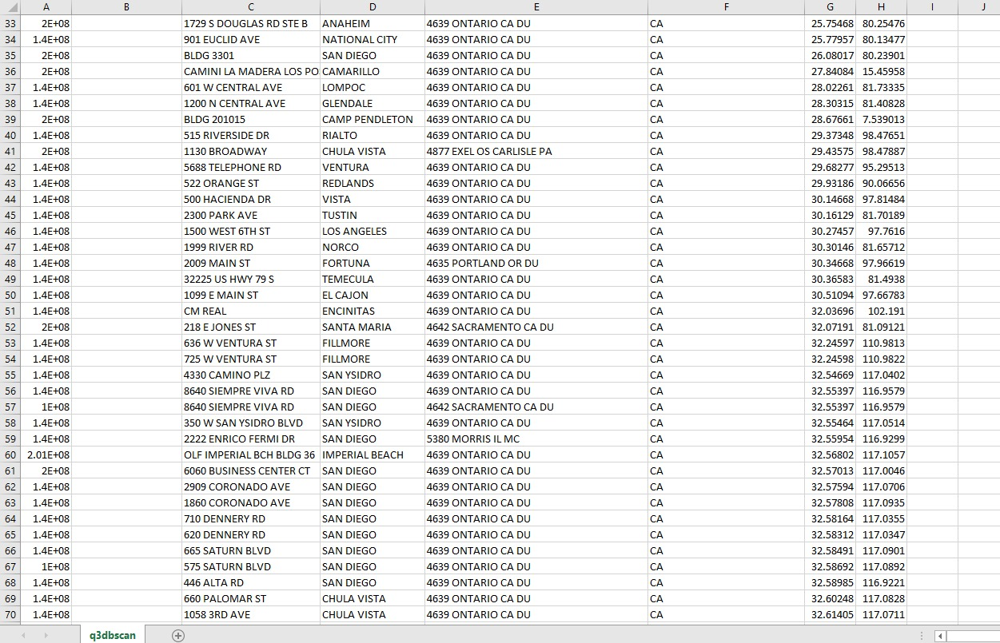 A B C D E F G H I J
33 2E+08 1729 S DOUGLAS RD STE B ANAHEIM 4639 ONTARIO CA DU CA 25.75468 80.25476
34 1.4E+08 901 EUCLID AVE NATIONAL CITY 4639 ONTARIO CA DU CA 25.77957 80.13477
35 2E+08 BLDG 3301 SAN DIEGO 4639 ONTARIO CA DU CA 26.08017 80.23901
36 2E+08 CAMINI LA MADERA LOS PO CAMARILLO 4639 ONTARIO CA DU CA 27.84084 15.45958
37 1.4E+08 601 W CENTRAL AVE LOMPOC 4639 ONTARIO CA DU CA 28.02261 81.73335
38 1.4E+08 1200 N CENTRAL AVE GLENDALE 4639 ONTARIO CA DU CA 28.30315 81.40828
39 2E+08 BLDG 201015 CAMP PENDLETON 4639 ONTARIO CA DU CA 28.67661 7.539013
40 1.4E+08 515 RIVERSIDE DR RIALTO 4639 ONTARIO CA DU CA 29.37348 98.47651
41 2E+08 1130 BROADWAY CHULA VISTA 4877 EXEL OS CARLISLE PA CA 29.43575 98.47887
42 1.4E+08 5688 TELEPHONE RD VENTURA 4639 ONTARIO CA DU CA 29.68277 95.29513
43 1.4E+08 522 ORANGE ST REDLANDS 4639 ONTARIO CA DU CA 29.93186 90.06656
44 1.4E+08 500 HACIENDA DR VISTA 4639 ONTARIO CA DU CA 30.14668 97.81484
45 1.4E+08 2300 PARK AVE TUSTIN 4639 ONTARIO CA DU CA 30.16129 81.70189
46 1.4E+08 1500 WEST 6TH ST LOS ANGELES 4639 ONTARIO CA DU CA 30.27457 97.7616
47 1.4E+08 1999 RIVER RD NORCO 4639 ONTARIO CA DU CA 30.30146 81.65712
48 1.4E+08 2009 MAIN ST FORTUNA 4635 PORTLAND OR DU CA 30.34668 97.96619
49 1.4E+08 32225 US HWY 79 S TEMECULA 4639 ONTARIO CA DU CA 30.36583 81.4938
50 1.4E+08 1099 E MAIN ST EL CAJON 4639 ONTARIO CA DU CA 30.51094 97.66783
51 1.4E+08 CM REAL ENCINITAS 4639 ONTARIO CA DU CA 32.03696 102.191
52 2E+08 218 E JONES ST SANTA MARIA 4642 SACRAMENTO CA DU CA 32.07191 81.09121
53 1.4E+08 636 W VENTURA ST FILLMORE 4639 ONTARIO CA DU CA 32.24597 110.9813
54 1.4E+08 725 W VENTURA ST FILLMORE 4639 ONTARIO CA DU CA 32.24598 110.9822
55 1.4E+08 4330 CAMINO PLZ SAN YSIDRO 4639 ONTARIO CA DU CA 32.54669 117.0402
56 1.4E+08 8640 SIEMPRE VIVA RD SAN DIEGO 4639 ONTARIO CA DU CA 32.55397 116.9579
57 1E+08 8640 SIEMPRE VIVA RD SAN DIEGO 4642 SACRAMENTO CA DU CA 32.55397 116.9579
58 1.4E+08 350 W SAN YSIDRO BLVD SAN YSIDRO 4639 ONTARIO CA DU CA 32.55464 117.0514
59 1.4E+08 2222 ENRICO FERMI DR SAN DIEGO 5380 MORRIS IL MC CA 32.55954 116.9299
60 2.01E+08 OLF IMPERIAL BCH BLDG 36 IMPERIAL BEACH 4639 ONTARIO CA DU CA 32.56802 117.1057
61 2E+08 6060 BUSINESS CENTER CT SAN DIEGO 4639 ONTARIO CA DU CA 32.57013 117.0046
62 1.4E+08 2909 CORONADO AVE SAN DIEGO 4639 ONTARIO CA DU CA 32.57594 117.0706
63 1.4E+08 1860 CORONADO AVE SAN DIEGO 4639 ONTARIO CA DU CA 32.57808 117.0935
64 1.4E+08 710 DENNERY RD SAN DIEGO 4639 ONTARIO CA DU CA 32.58164 117.0355
65 1.4E+08 620 DENNERY RD SAN DIEGO 4639 ONTARIO CA DU CA 32.58312 117.0347
66 1.4E+08 665 SATURN BLVD SAN DIEGO 4639 ONTARIO CA DU CA 32.58491 117.0901
67 1E+08 575 SATURN BLVD SAN DIEGO 4639 ONTARIO CA DU CA 32.58692 117.0892
68 1.4E+08 446 ALTA RD SAN DIEGO 4639 ONTARIO CA DU CA 32.58985 116.9221
69 1.4E+08 660 PALOMAR ST CHULA VISTA 4639 ONTARIO CA DU CA 32.60248 117.0828
70 1.4E+08 1058 3RD AVE CHULA VISTA 4639 ONTARIO CA DU CA 32.61405 117.0711
q3dbscan